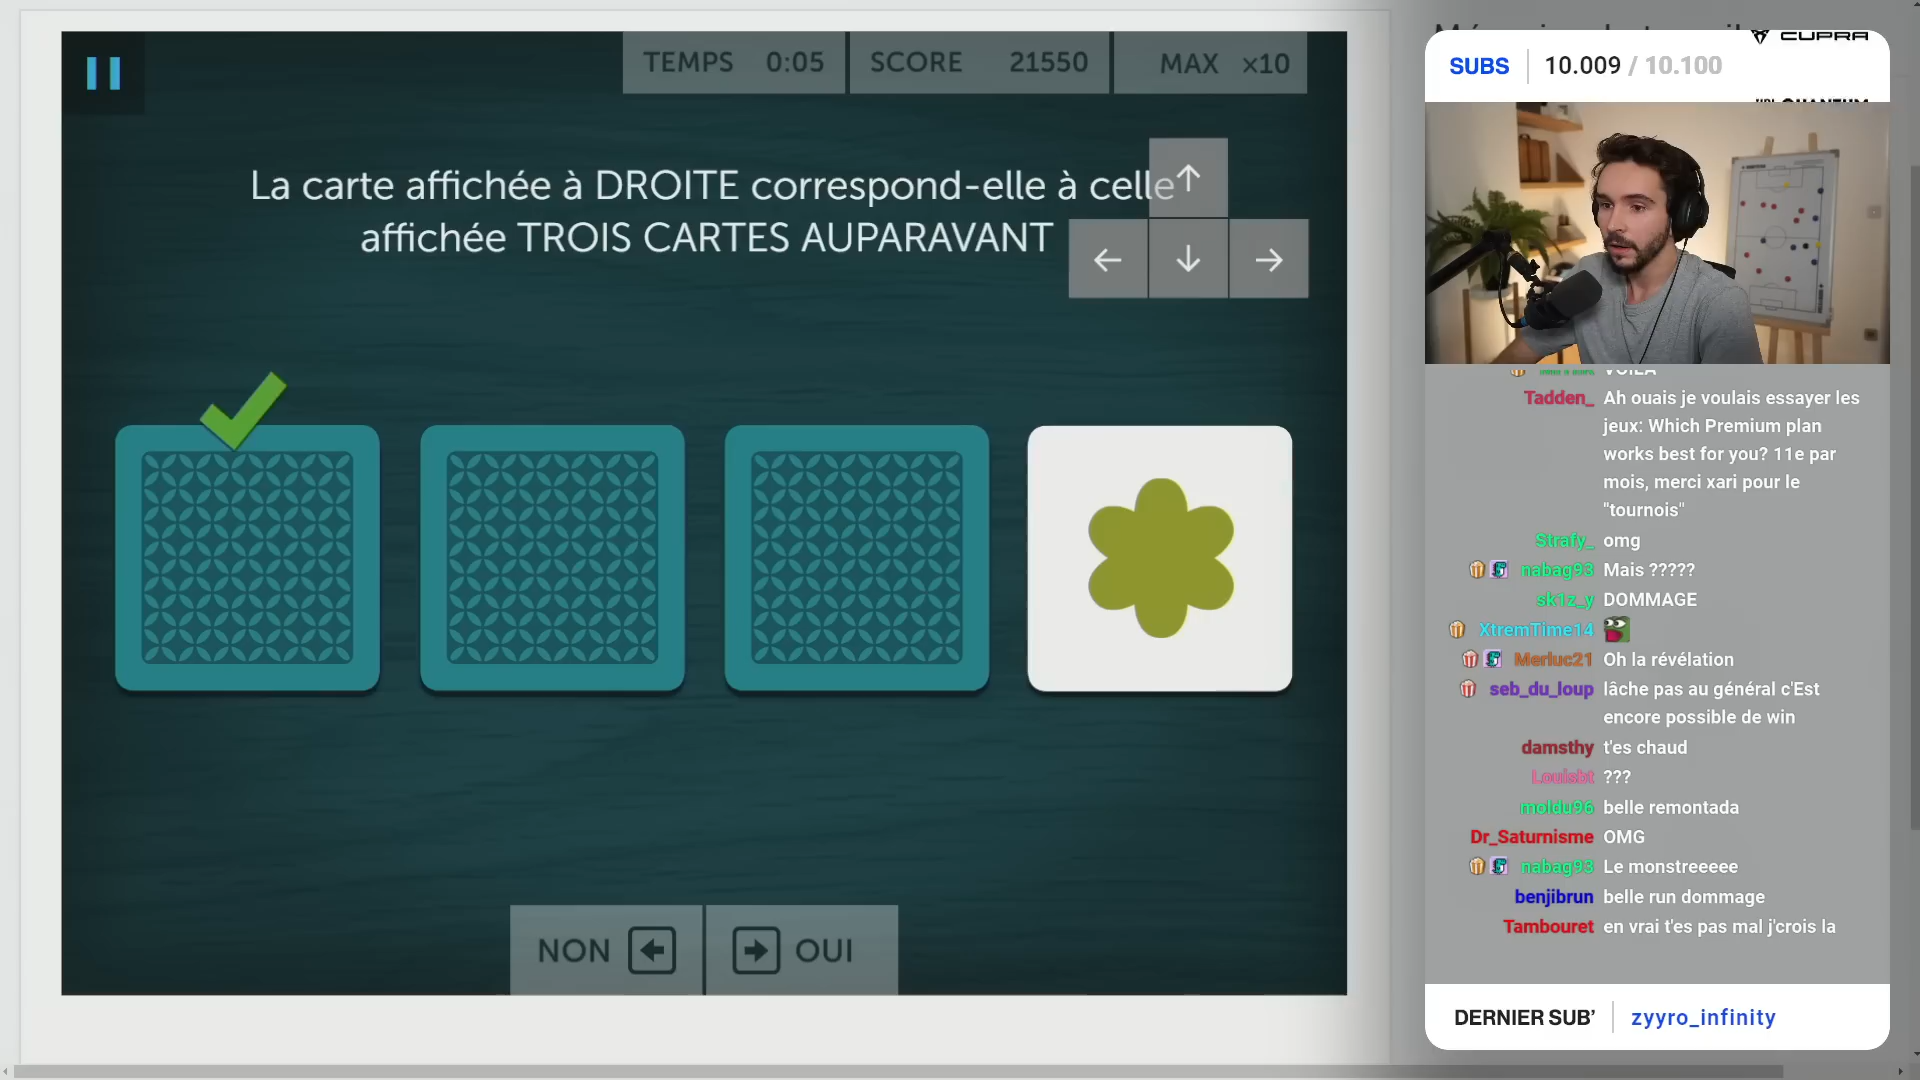 TEMPS 0:05 SCORE 21550 MAX ×10
La carte affichée à DROITE correspond-elle à celle
affichée TROIS CARTES AUPARAVANT
↑
← ↓ →
NON ← → OUI
CUPRA
SUBS 10.009 / 10.100
VOILA
Tadden_ Ah ouais je voulais essayer les
jeux: Which Premium plan
works best for you? 11e par
mois, merci xari pour le
"tournois"
Strafy_ omg
nabag93 Mais ?????
sk1z_y DOMMAGE
XtremTime14
Merluc21 Oh la révélation
seb_du_loup lâche pas au général c'Est
encore possible de win
damsthy t'es chaud
Louisbt ???
moldu96 belle remontada
Dr_Saturnisme OMG
nabag93 Le monstreeeee
benjibrun belle run dommage
Tambouret en vrai t'es pas mal j'crois la
DERNIER SUB' zyyro_infinity